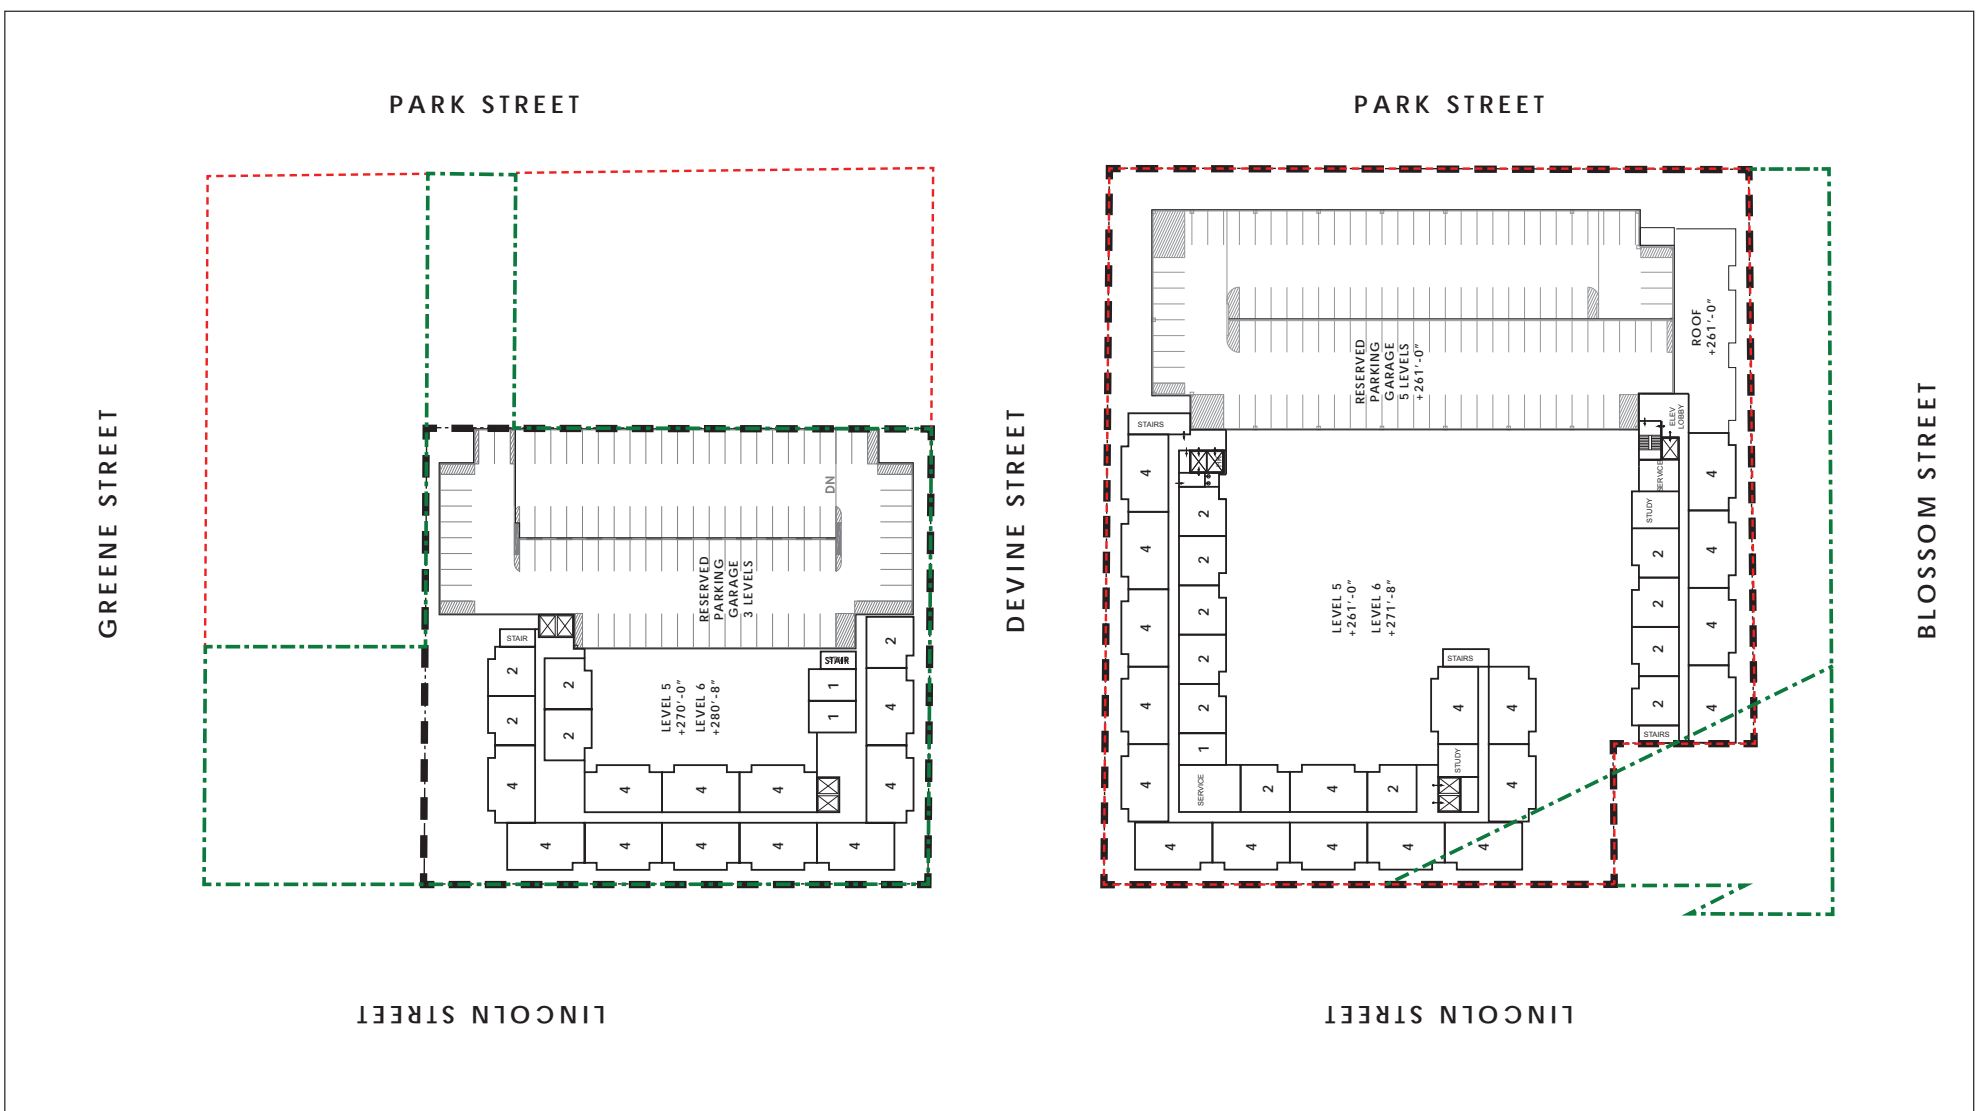 PARK STREET
PARK STREET
GREENE STREET
DEVINE STREET
BLOSSOM STREET
DN
RESERVED
PARKING
GARAGE
3 LEVELS
STAIR
2
2
4
2
2
LEVEL 5
+270'-0"
LEVEL 6
+280'-8"
STAIR
1
1
2
4
4
4
4
4
4
4
4
4
4
RESERVED
PARKING
GARAGE
5 LEVELS
+261'-0"
ROOF
+261'-0"
STAIRS
4
4
4
4
4
2
2
2
2
2
1
SERVICE
2
4
2
4
4
4
4
4
LEVEL 5
+261'-0"
LEVEL 6
+271'-8"
STAIRS
4
STUDY
4
4
ELEV
LOBBY
SERVICE
STUDY
2
2
2
2
STAIRS
4
4
4
4
LINCOLN STREET
LINCOLN STREET